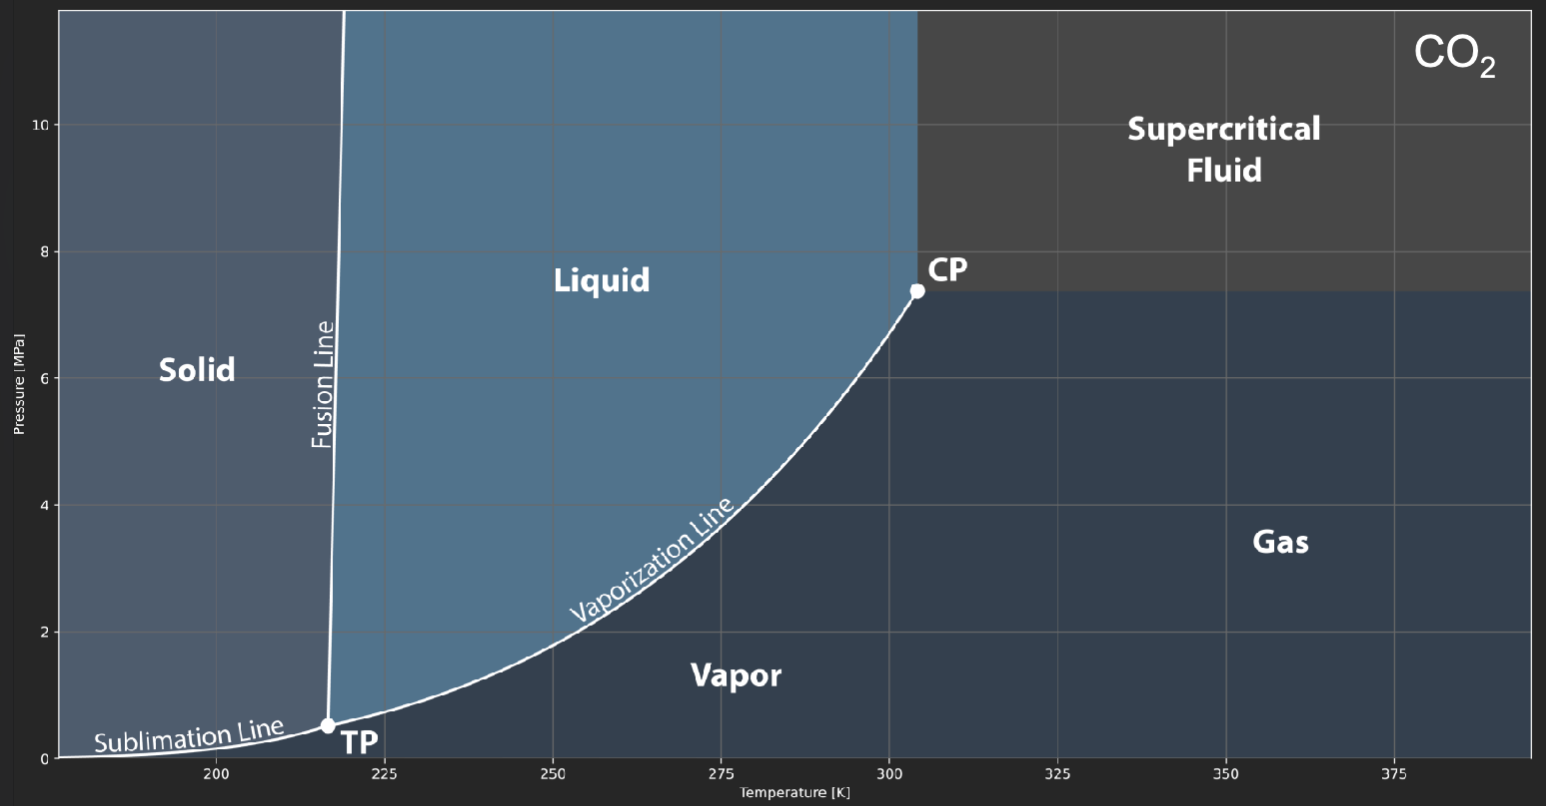 CO₂
10
Supercritical
Fluid
8
CP
Liquid
Solid
6
Fusion Line
Pressure [MPa]
4
Vaporization Line
Gas
2
Vapor
Sublimation Line
TP
0
200 225 250 275 300 325 350 375
Temperature [K]